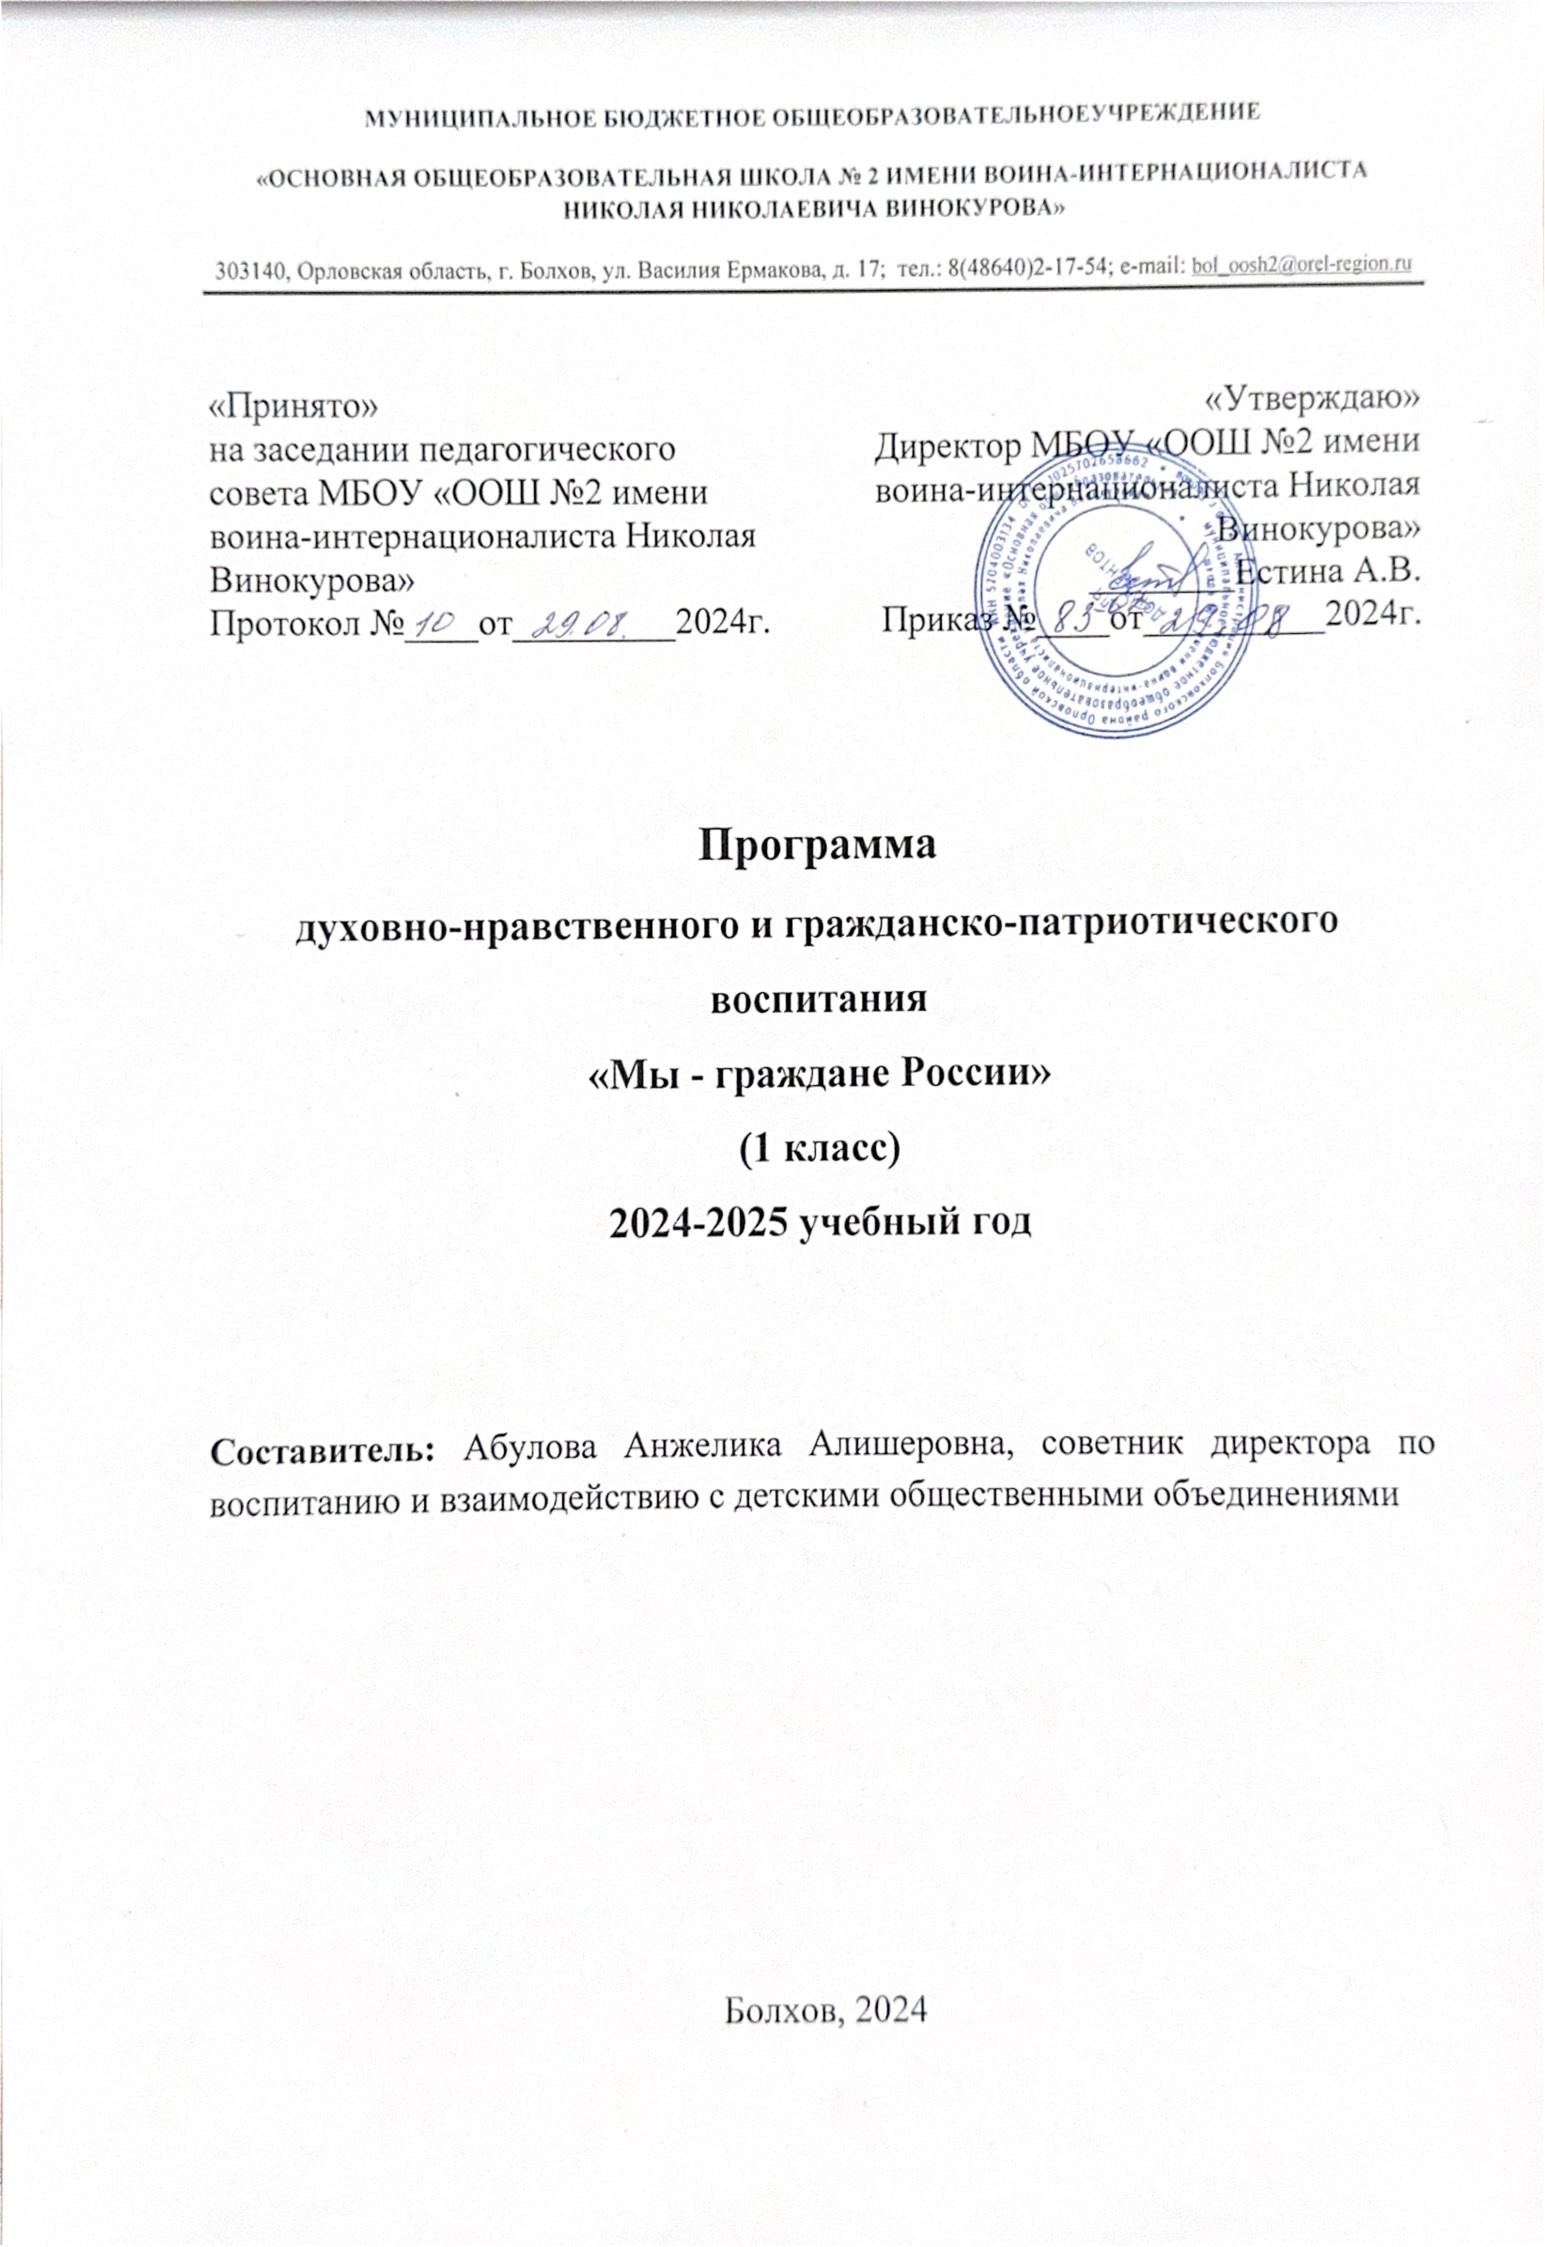 МУНИЦИПАЛЬНОЕ БЮДЖЕТНОЕ ОБЩЕОБРАЗОВАТЕЛЬНОЕУЧРЕЖДЕНИЕ
«ОСНОВНАЯ ОБЩЕОБРАЗОВАТЕЛЬНАЯ ШКОЛА № 2 ИМЕНИ ВОИНА-ИНТЕРНАЦИОНАЛИСТА
НИКОЛАЯ НИКОЛАЕВИЧА ВИНОКУРОВА»
303140, Орловская область, г. Болхов, ул. Василия Ермакова, д. 17; тел.: 8(48640)2-17-54; e-mail: bol_oosh2@orel-region.ru
«Принято»
на заседании педагогического
совета МБОУ «ООШ №2 имени
воина-интернационалиста Николая
Винокурова»
Протокол № 10 от 29.08. 2024г.
«Утверждаю»
Директор МБОУ «ООШ №2 имени
воина-интернационалиста Николая
Винокурова»
Естина А.В.
Приказ № 83 от 29.08 2024г.
Программа
духовно-нравственного и гражданско-патриотического
воспитания
«Мы - граждане России»
(1 класс)
2024-2025 учебный год
Составитель: Абулова Анжелика Алишеровна, советник директора по
воспитанию и взаимодействию с детскими общественными объединениями
Болхов, 2024